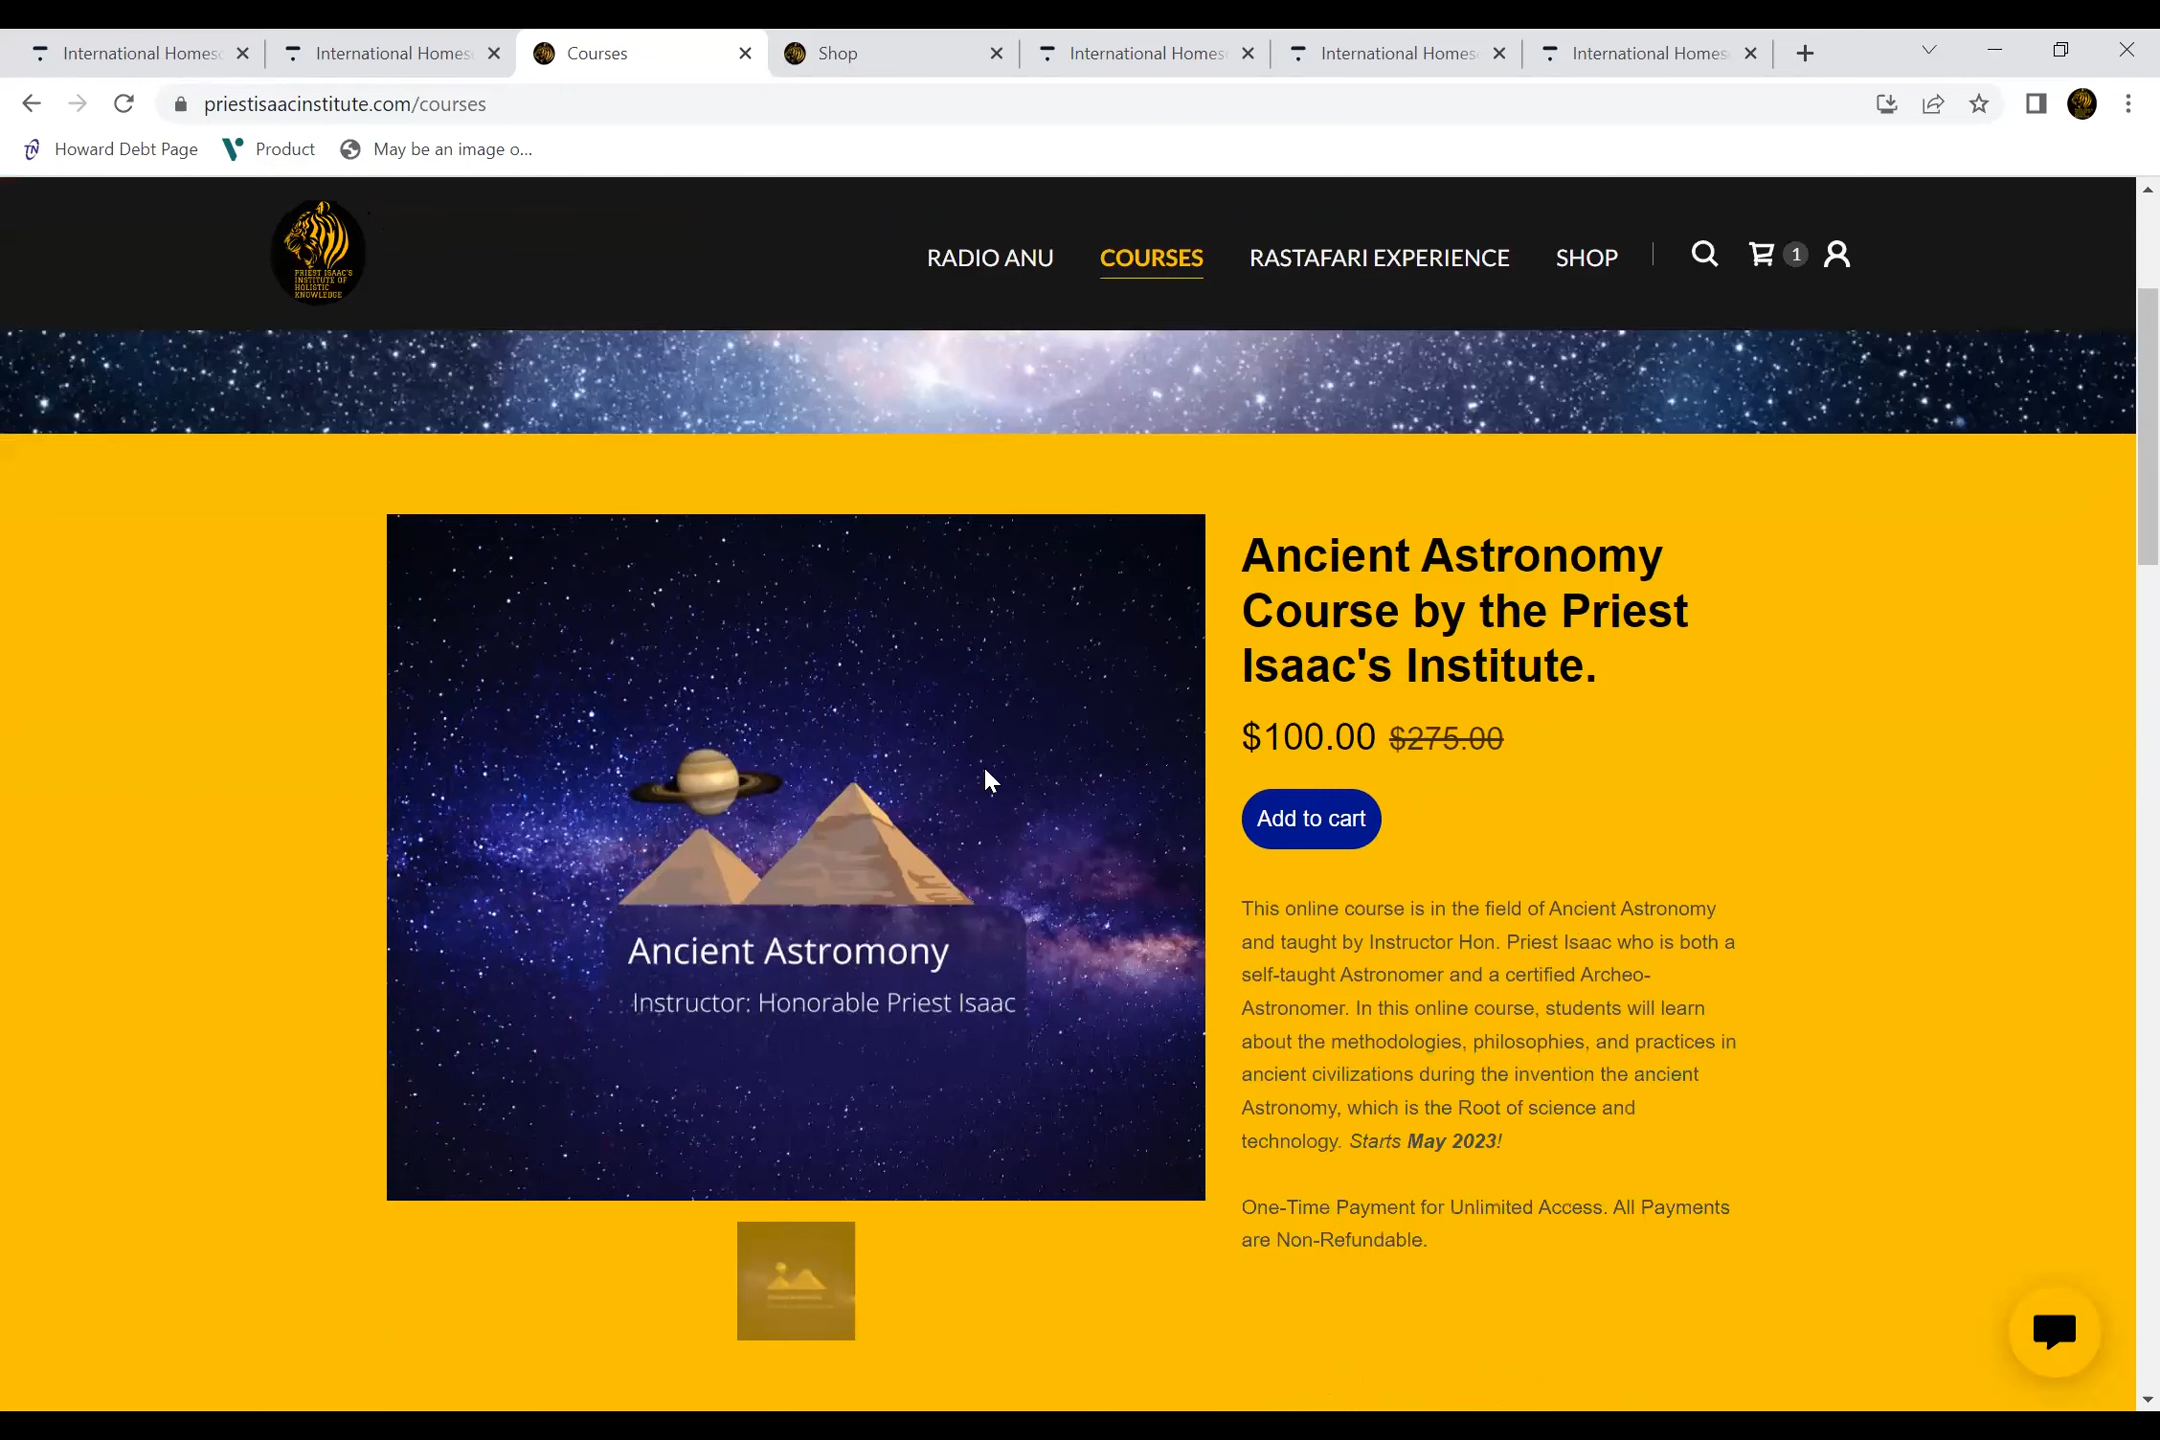 International Homes
International Homes
Courses
Shop
International Homes
International Homes
International Homes
priestisaacinstitute.com/courses
Howard Debt Page
Product
May be an image o...
PRIEST ISAAC'S
INSTITUTE OF
HOLISTIC
KNOWLEDGE
RADIO ANU
COURSES
RASTAFARI EXPERIENCE
SHOP
1
Ancient Astronomy
Course by the Priest
Isaac's Institute.
$100.00 $275.00
Add to cart
Ancient Astromony
Instructor: Honorable Priest Isaac
This online course is in the field of Ancient Astronomy
and taught by Instructor Hon. Priest Isaac who is both a
self-taught Astronomer and a certified Archeo-
Astronomer. In this online course, students will learn
about the methodologies, philosophies, and practices in
ancient civilizations during the invention the ancient
Astronomy, which is the Root of science and
technology. Starts May 2023!
One-Time Payment for Unlimited Access. All Payments
are Non-Refundable.